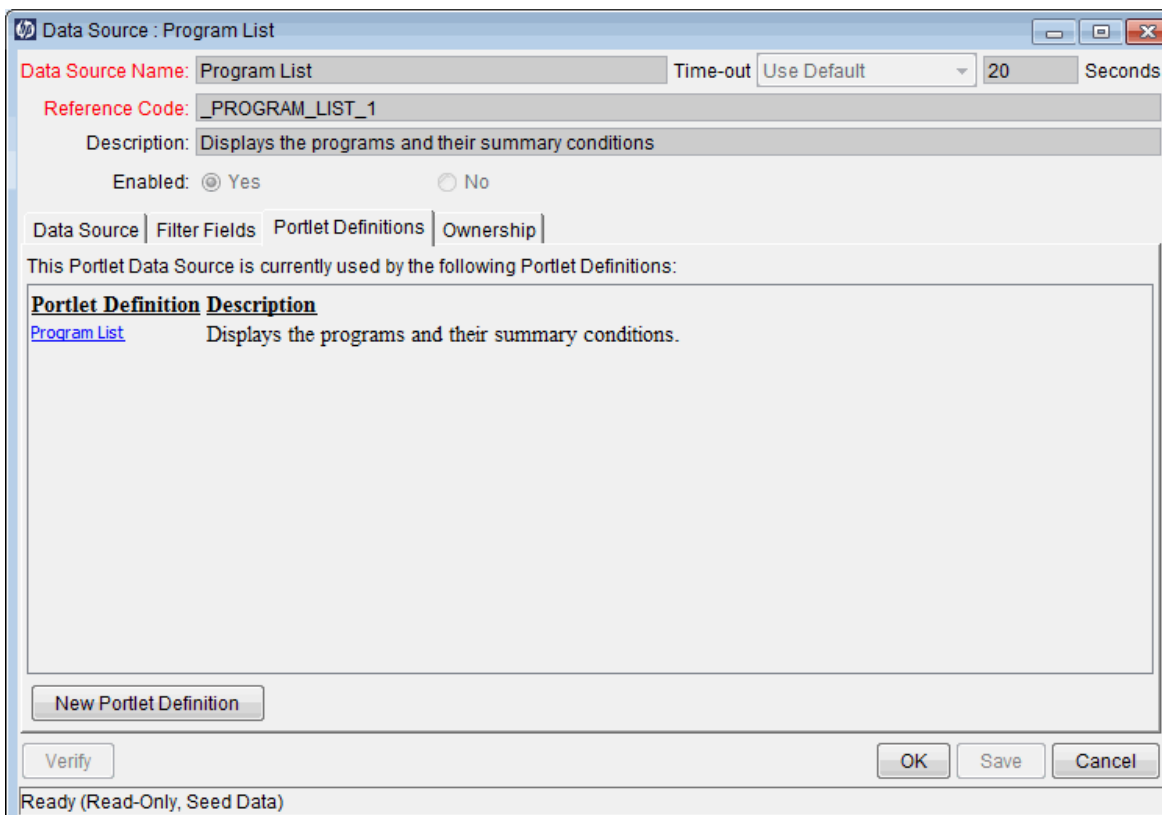 Data Source : Program List
Data Source Name: Program List Time-out Use Default 20 Seconds
Reference Code: _PROGRAM_LIST_1
Description: Displays the programs and their summary conditions
Enabled: Yes No
Data Source Filter Fields Portlet Definitions Ownership
This Portlet Data Source is currently used by the following Portlet Definitions:
Portlet Definition Description
Program List Displays the programs and their summary conditions.
New Portlet Definition
Verify OK Save Cancel
Ready (Read-Only, Seed Data)